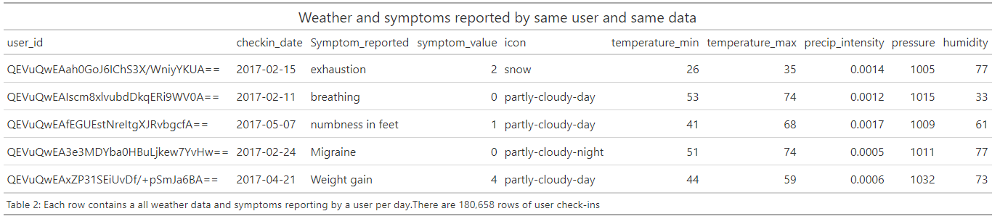 Weather and symptoms reported by same user and same data
user_id checkin_date Symptom_reported symptom_value icon temperature_min temperature_max precip_intensity pressure humidity
QEVuQwEAah0GoJ6IChS3X/WniyYKUA== 2017-02-15 exhaustion 2 snow 26 35 0.0014 1005 77
QEVuQwEAIscm8xlvubdDkqERi9WV0A== 2017-02-11 breathing 0 partly-cloudy-day 53 74 0.0012 1015 33
QEVuQwEAfEGUEstNreItgXJRvbgcfA== 2017-05-07 numbness in feet 1 partly-cloudy-day 41 68 0.0017 1009 61
QEVuQwEA3e3MDYba0HBuLjkew7YvHw== 2017-02-24 Migraine 0 partly-cloudy-night 51 74 0.0005 1011 77
QEVuQwEAxZP31SEiUvDf/+pSmJa6BA== 2017-04-21 Weight gain 4 partly-cloudy-day 44 59 0.0006 1032 73
Table 2: Each row contains a all weather data and symptoms reporting by a user per day.There are 180,658 rows of user check-ins